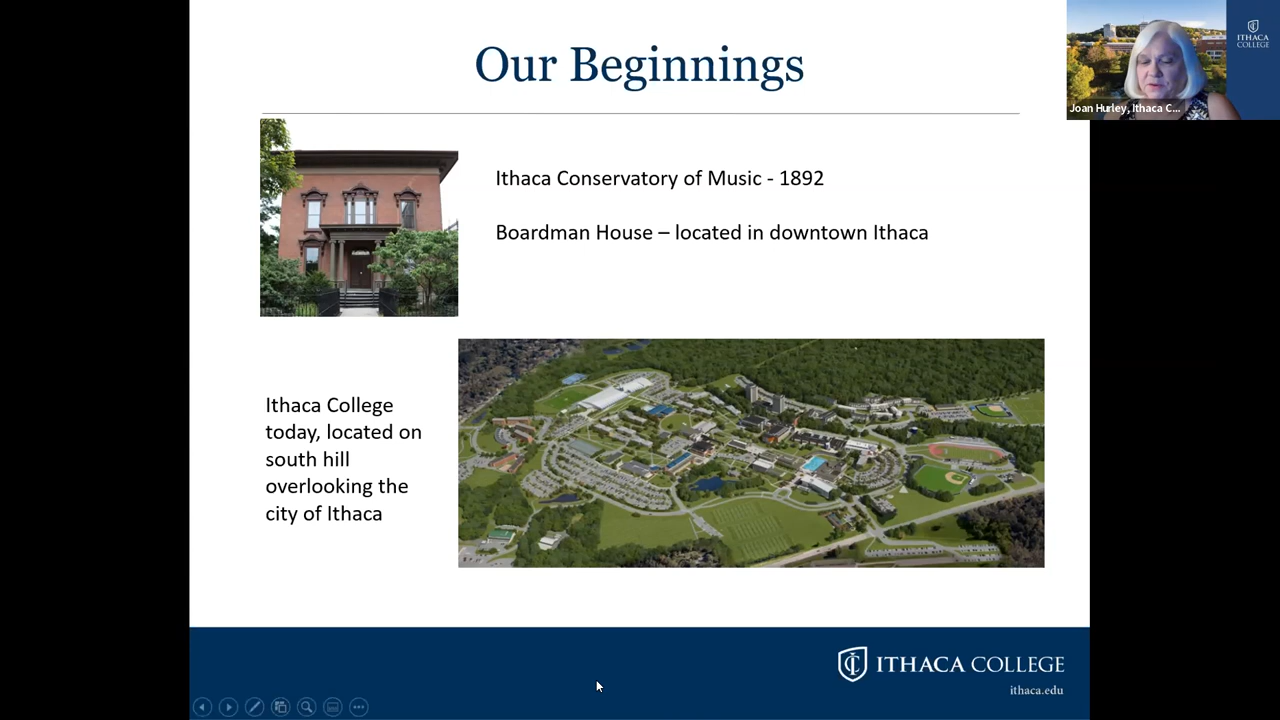 Our Beginnings
ITHACA
COLLEGE
Joan Hurley, Ithaca C...
Ithaca Conservatory of Music - 1892
Boardman House – located in downtown Ithaca
Ithaca College
today, located on
south hill
overlooking the
city of Ithaca
ITHACA COLLEGE
ithaca.edu